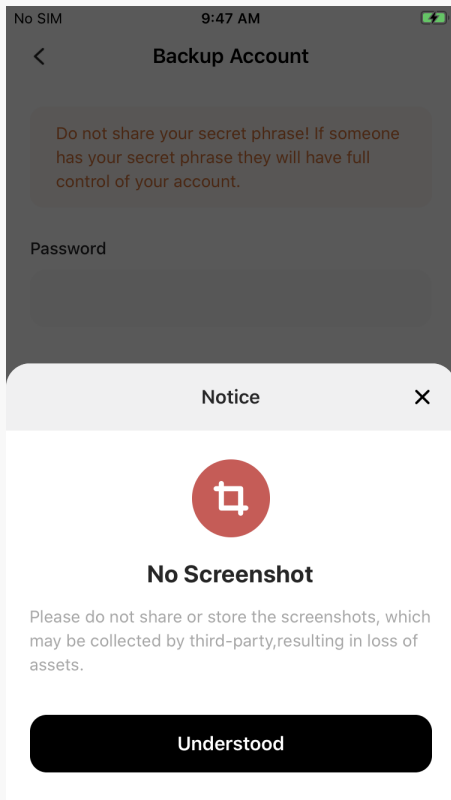 No SIM 9:47 AM
Backup Account
Do not share your secret phrase! If someone
has your secret phrase they will have full
control of your account.
Password
Notice
No Screenshot
Please do not share or store the screenshots, which
may be collected by third-party,resulting in loss of
assets.
Understood